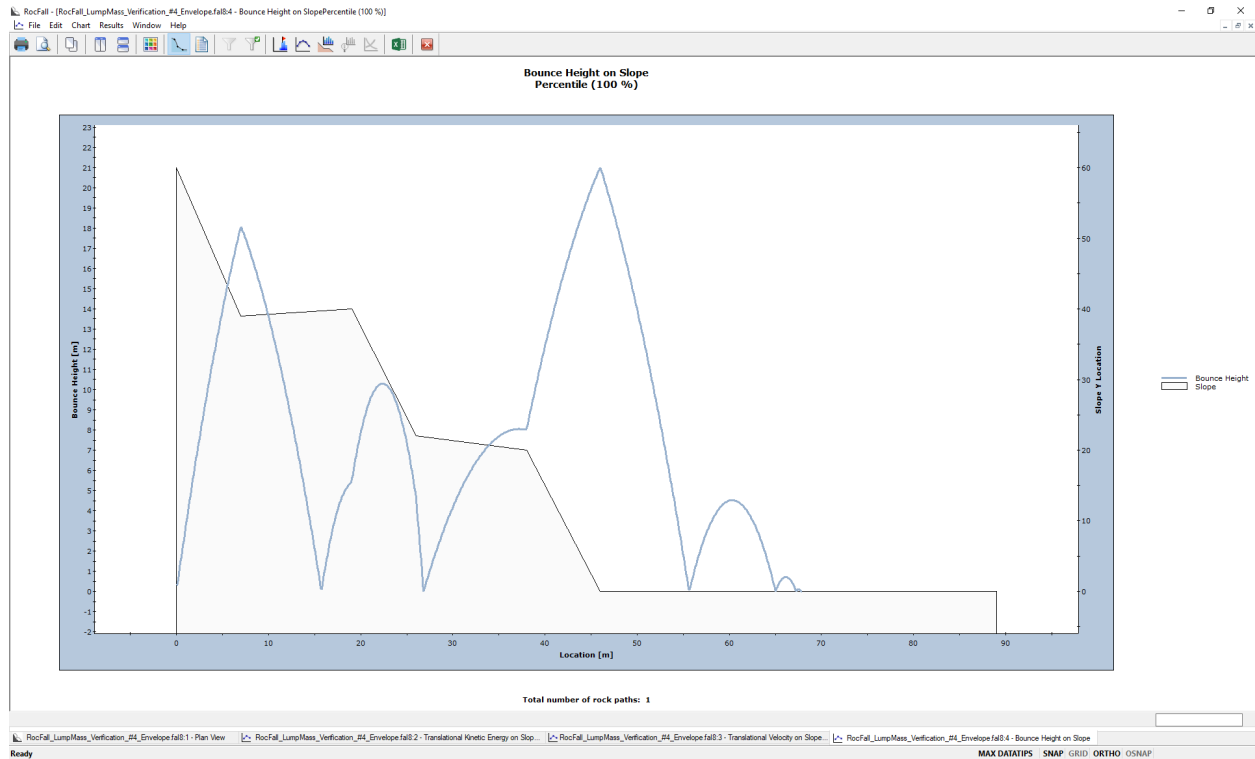 RocFall - [RocFall_LumpMass_Verification_#4_Envelope.fal8:4 - Bounce Height on SlopePercentile (100 %)]
File Edit Chart Results Window Help
Bounce Height on Slope
Percentile (100 %)
23
22
21
20
19
18
17
16
15
14
13
12
11
10
9
8
7
6
5
4
3
2
1
0
-1
-2
Bounce Height [m]
60
50
40
30
20
10
0
Slope Y Location
0 10 20 30 40 50 60 70 80 90
Location [m]
Bounce Height
Slope
Total number of rock paths: 1
RocFall_LumpMass_Verification_#4_Envelope.fal8:1 - Plan View
RocFall_LumpMass_Verification_#4_Envelope.fal8:2 - Translational Kinetic Energy on Slop...
RocFall_LumpMass_Verification_#4_Envelope.fal8:3 - Translational Velocity on Slope...
RocFall_LumpMass_Verification_#4_Envelope.fal8:4 - Bounce Height on Slope
Ready
MAX DATATIPS SNAP GRID ORTHO OSNAP